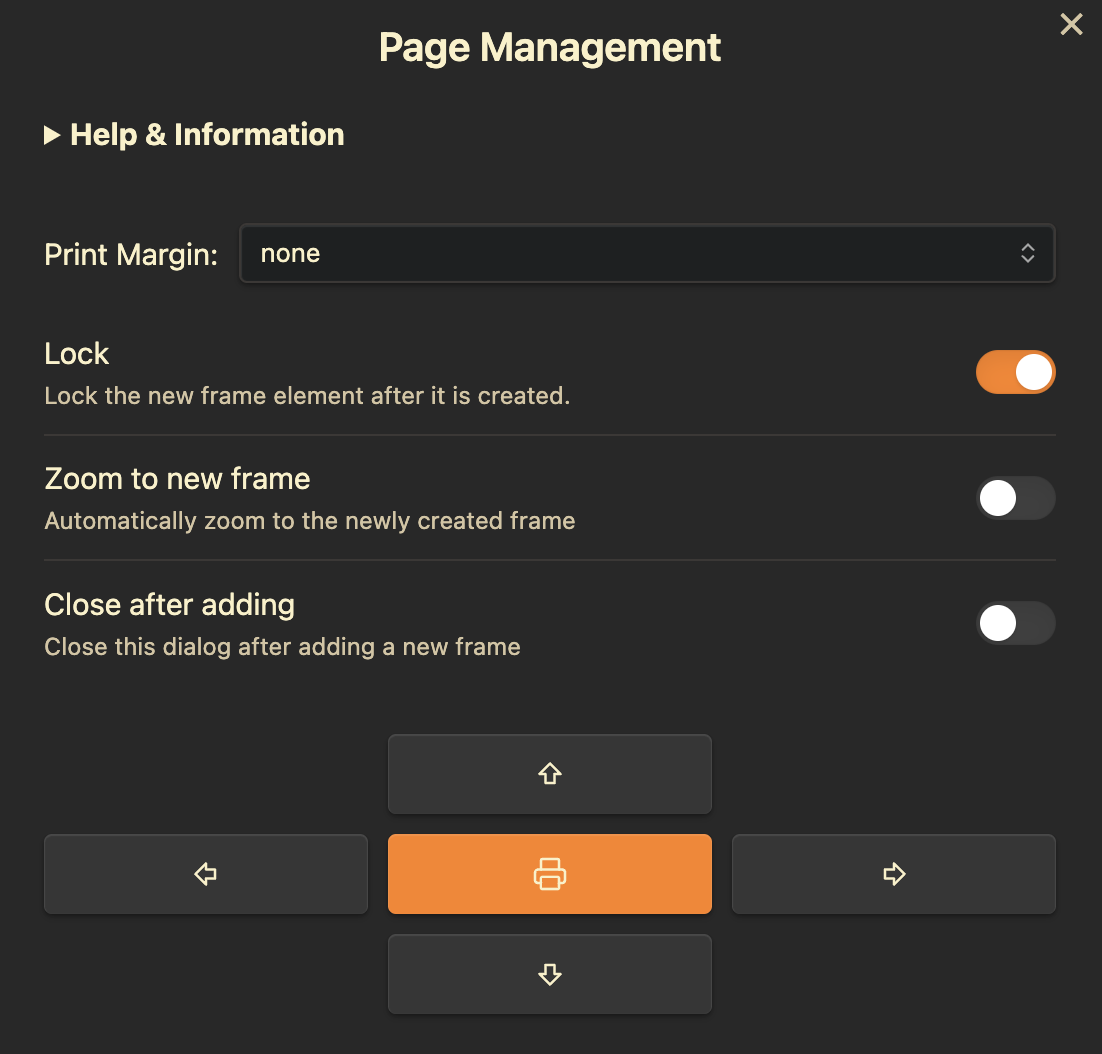 Page Management
Help & Information
Print Margin: none
Lock
Lock the new frame element after it is created.
Zoom to new frame
Automatically zoom to the newly created frame
Close after adding
Close this dialog after adding a new frame